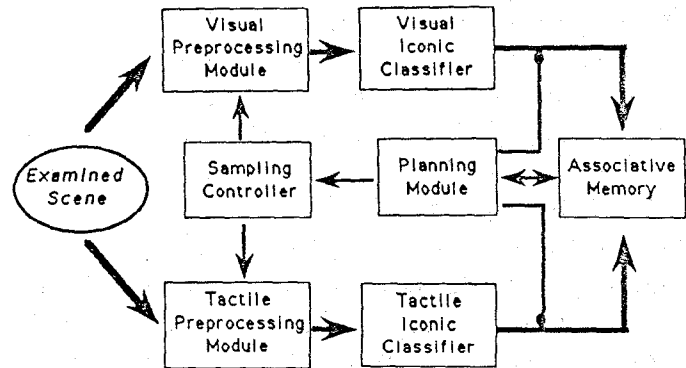 Visual
Preprocessing
Module
Visual
Iconic
Classifier
Examined
Scene
Sampling
Controller
Planning
Module
Associative
Memory
Tactile
Preprocessing
Module
Tactile
Iconic
Classifier